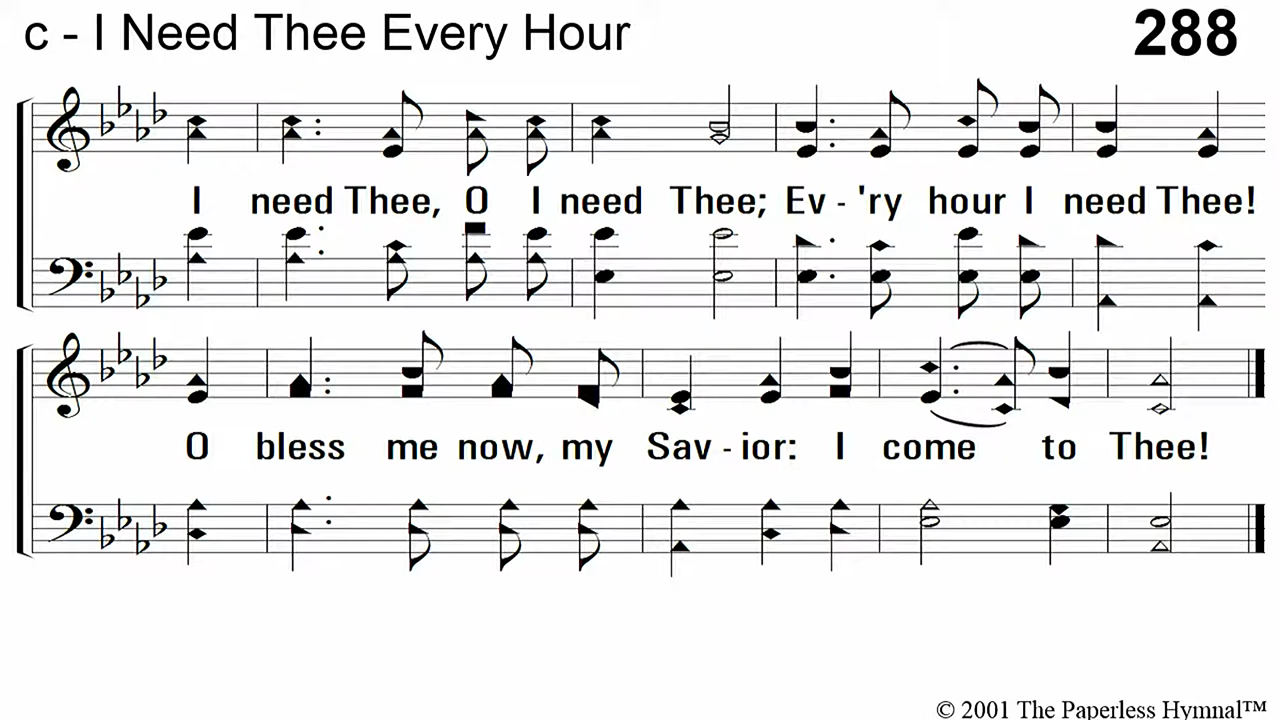 c - I Need Thee Every Hour 288
I need Thee, O I need Thee; Ev - 'ry hour I need Thee!
O bless me now, my Sav - ior: I come to Thee!
© 2001 The Paperless Hymnal™